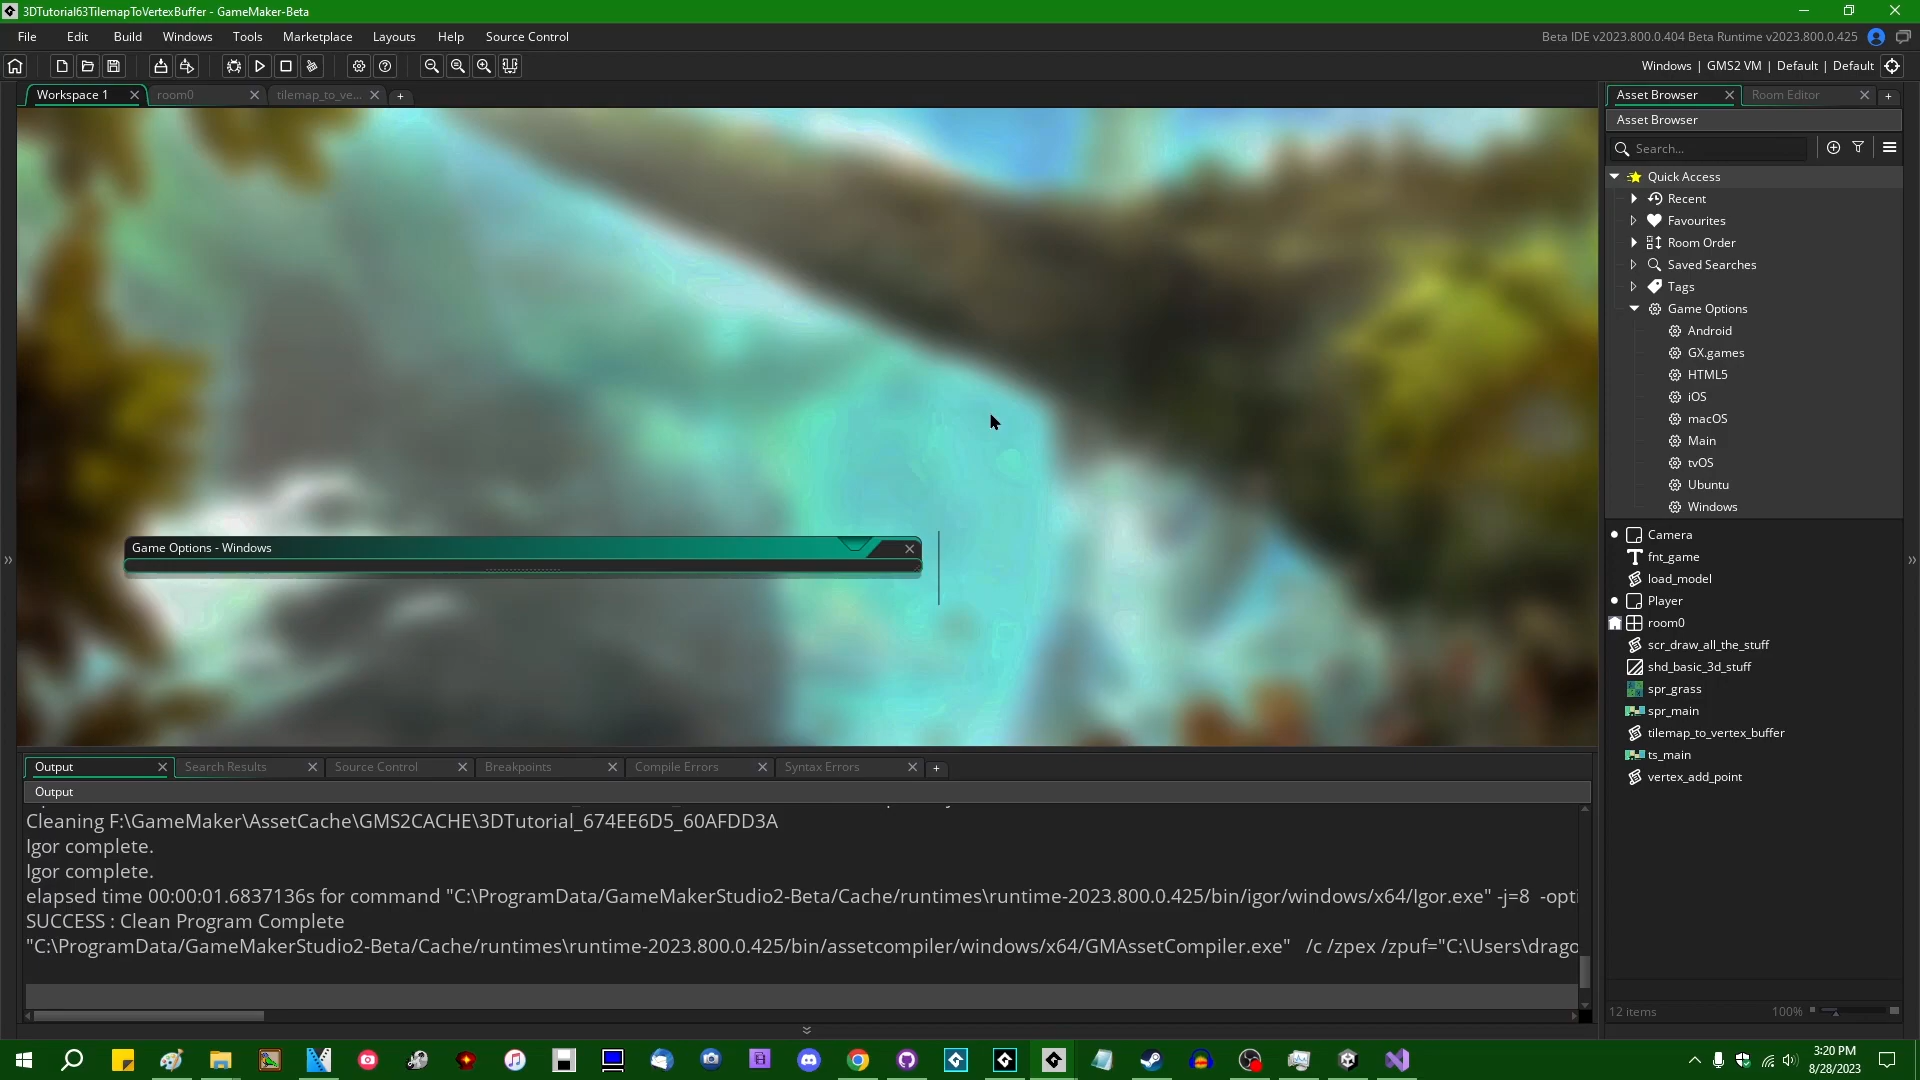 3DTutorial63TilemapToVertexBuffer - GameMaker-Beta
File Edit Build Windows Tools Marketplace Layouts Help Source Control
Beta IDE v2023.800.0.404 Beta Runtime v2023.800.0.425
Windows | GMS2 VM | Default | Default
Workspace 1 room0 tilemap_to_ve...
Asset Browser Room Editor
Asset Browser
Search...
Quick Access
Recent
Favourites
Room Order
Saved Searches
Tags
Game Options
Android
GX.games
HTML5
iOS
macOS
Main
tvOS
Ubuntu
Windows
Camera
fnt_game
load_model
Player
room0
scr_draw_all_the_stuff
shd_basic_3d_stuff
spr_grass
spr_main
tilemap_to_vertex_buffer
ts_main
vertex_add_point
12 items 100%
Game Options - Windows
Output Search Results Source Control Breakpoints Compile Errors Syntax Errors
Output
Cleaning F:\GameMaker\AssetCache\GMS2CACHE\3DTutorial_674EE6D5_60AFDD3A
Igor complete.
Igor complete.
elapsed time 00:00:01.6837136s for command "C:\ProgramData/GameMakerStudio2-Beta/Cache/runtimes\runtime-2023.800.0.425/bin/igor/windows/x64/Igor.exe" -j=8 -opti
SUCCESS : Clean Program Complete
"C:\ProgramData/GameMakerStudio2-Beta/Cache/runtimes\runtime-2023.800.0.425/bin/assetcompiler/windows/x64/GMAssetCompiler.exe" /c /zpex /zpuf="C:\Users\drago
3:20 PM
8/28/2023